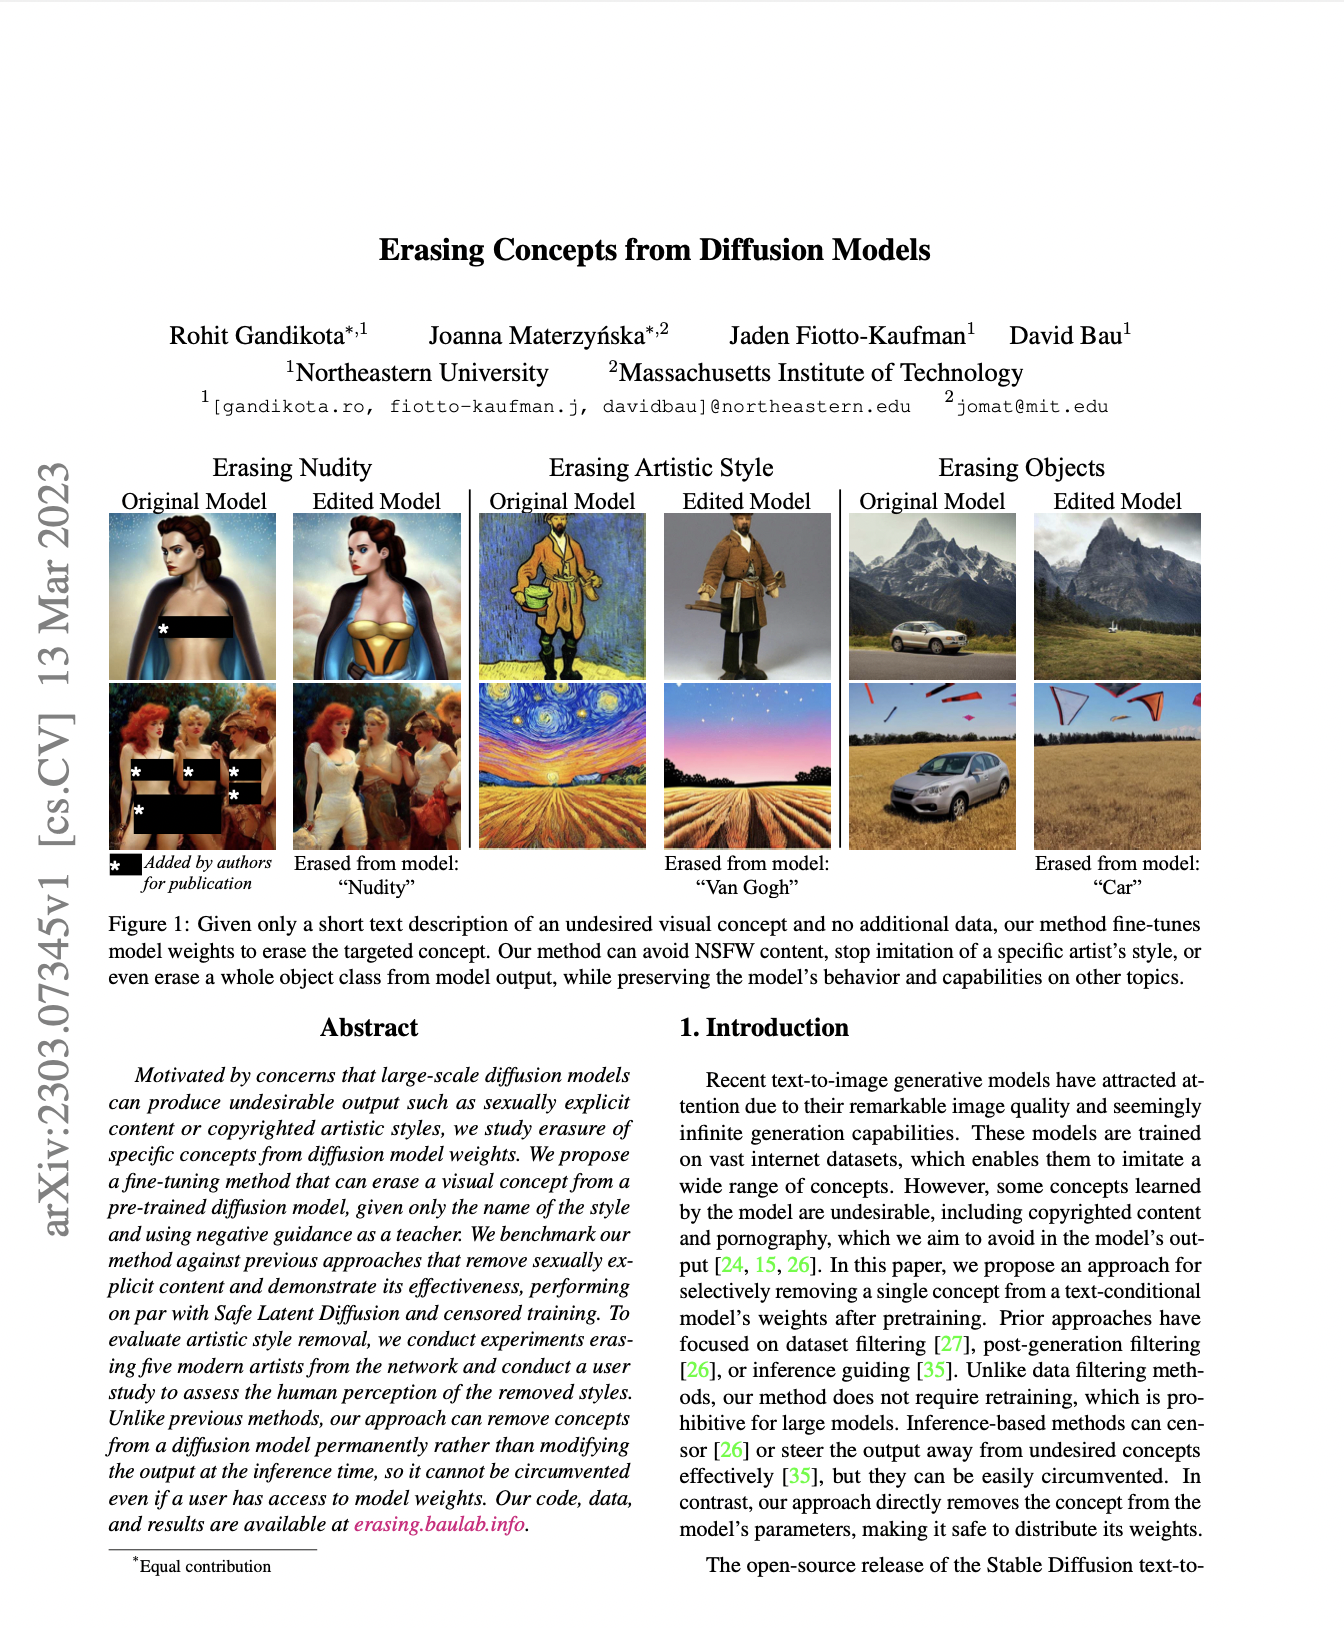 Erasing Concepts from Diffusion Models
Rohit Gandikota*,1 Joanna Materzyńska*,2 Jaden Fiotto-Kaufman1 David Bau1
1Northeastern University 2Massachusetts Institute of Technology
1[gandikota.ro, fiotto-kaufman.j, davidbau]@northeastern.edu 2jomat@mit.edu
arXiv:2303.07345v1 [cs.CV] 13 Mar 2023
Erasing Nudity Erasing Artistic Style Erasing Objects
Original Model Edited Model Original Model Edited Model Original Model Edited Model
*
* * *
*
*
* Added by authors
for publication
Erased from model:
“Nudity”
Erased from model:
“Van Gogh”
Erased from model:
“Car”
Figure 1: Given only a short text description of an undesired visual concept and no additional data, our method fine-tunes
model weights to erase the targeted concept. Our method can avoid NSFW content, stop imitation of a specific artist’s style, or
even erase a whole object class from model output, while preserving the model’s behavior and capabilities on other topics.
Abstract
Motivated by concerns that large-scale diffusion models
can produce undesirable output such as sexually explicit
content or copyrighted artistic styles, we study erasure of
specific concepts from diffusion model weights. We propose
a fine-tuning method that can erase a visual concept from a
pre-trained diffusion model, given only the name of the style
and using negative guidance as a teacher. We benchmark our
method against previous approaches that remove sexually ex-
plicit content and demonstrate its effectiveness, performing
on par with Safe Latent Diffusion and censored training. To
evaluate artistic style removal, we conduct experiments eras-
ing five modern artists from the network and conduct a user
study to assess the human perception of the removed styles.
Unlike previous methods, our approach can remove concepts
from a diffusion model permanently rather than modifying
the output at the inference time, so it cannot be circumvented
even if a user has access to model weights. Our code, data,
and results are available at erasing.baulab.info.
*Equal contribution
1. Introduction
Recent text-to-image generative models have attracted at-
tention due to their remarkable image quality and seemingly
infinite generation capabilities. These models are trained
on vast internet datasets, which enables them to imitate a
wide range of concepts. However, some concepts learned
by the model are undesirable, including copyrighted content
and pornography, which we aim to avoid in the model’s out-
put [24, 15, 26]. In this paper, we propose an approach for
selectively removing a single concept from a text-conditional
model’s weights after pretraining. Prior approaches have
focused on dataset filtering [27], post-generation filtering
[26], or inference guiding [35]. Unlike data filtering meth-
ods, our method does not require retraining, which is pro-
hibitive for large models. Inference-based methods can cen-
sor [26] or steer the output away from undesired concepts
effectively [35], but they can be easily circumvented. In
contrast, our approach directly removes the concept from the
model’s parameters, making it safe to distribute its weights.
The open-source release of the Stable Diffusion text-to-